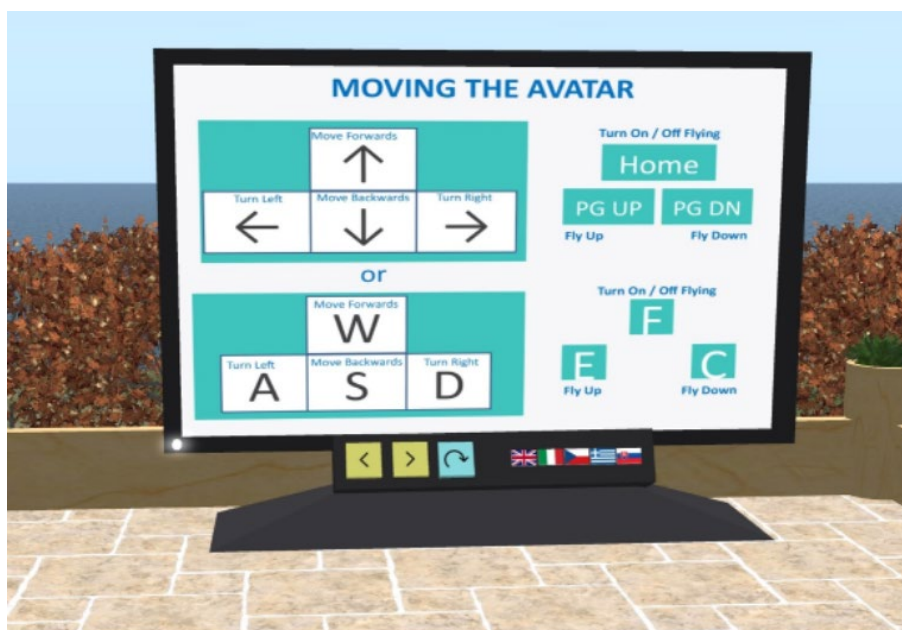 MOVING THE AVATAR
Move Forwards
Turn Left Move Backwards Turn Right
or
Move Forwards
W
Turn Left Move Backwards Turn Right
A S D
Turn On / Off Flying
Home
PG UP PG DN
Fly Up Fly Down
Turn On / Off Flying
F
E C
Fly Up Fly Down